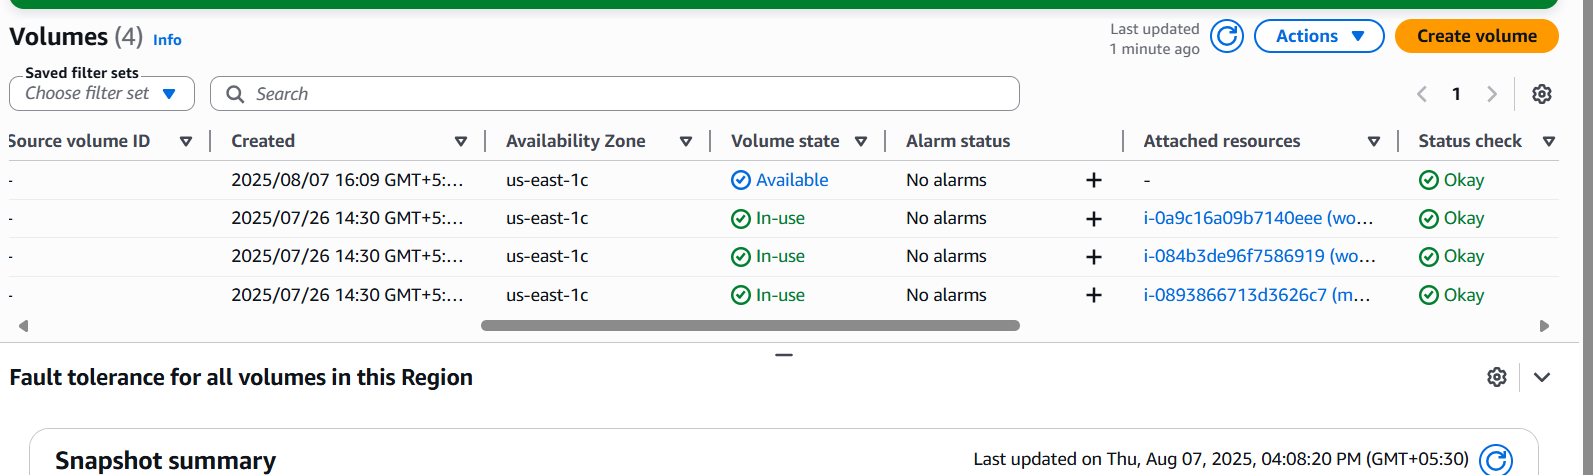 Volumes (4) Info
Last updated
1 minute ago
Actions
Create volume
Saved filter sets
Choose filter set
Search
1
Source volume ID Created Availability Zone Volume state Alarm status Attached resources Status check
- 2025/08/07 16:09 GMT+5:... us-east-1c Available No alarms + - Okay
- 2025/07/26 14:30 GMT+5:... us-east-1c In-use No alarms + i-0a9c16a09b7140eee (wo... Okay
- 2025/07/26 14:30 GMT+5:... us-east-1c In-use No alarms + i-084b3de96f7586919 (wo... Okay
- 2025/07/26 14:30 GMT+5:... us-east-1c In-use No alarms + i-0893866713d3626c7 (m... Okay
Fault tolerance for all volumes in this Region
Snapshot summary
Last updated on Thu, Aug 07, 2025, 04:08:20 PM (GMT+05:30)